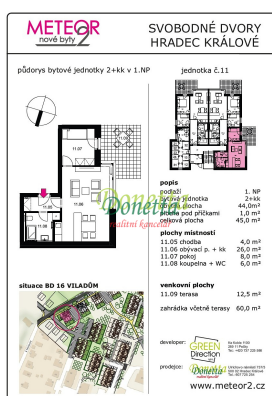 METEOR
nové byty 2
SVOBODNÉ DVORY
HRADEC KRÁLOVÉ
půdorys bytové jednotky 2+kk v 1.NP
jednotka č.11
11.07
11.09
11.05
11.06
11.08
Donetta
Donetta
realitní kancelář
popis
podlaží 1. NP
bytová jednotka 2+kk
plocha 44,0m²
plocha pod příčkami 1,0 m²
celková plocha 45,0 m²
plochy místností
11.05 chodba 4,0 m²
11.06 obývací p. + kk 26,0 m²
11.07 pokoj 8,0 m²
11.08 koupelna + WC 6,0 m²
situace BD 16 VILADŮM
venkovní plochy
11.09 terasa 12,5 m²
zahrádka včetně terasy 60,0 m²
developer:
GREEN
Direction
prodejce:
Donetta
www.meteor2.cz